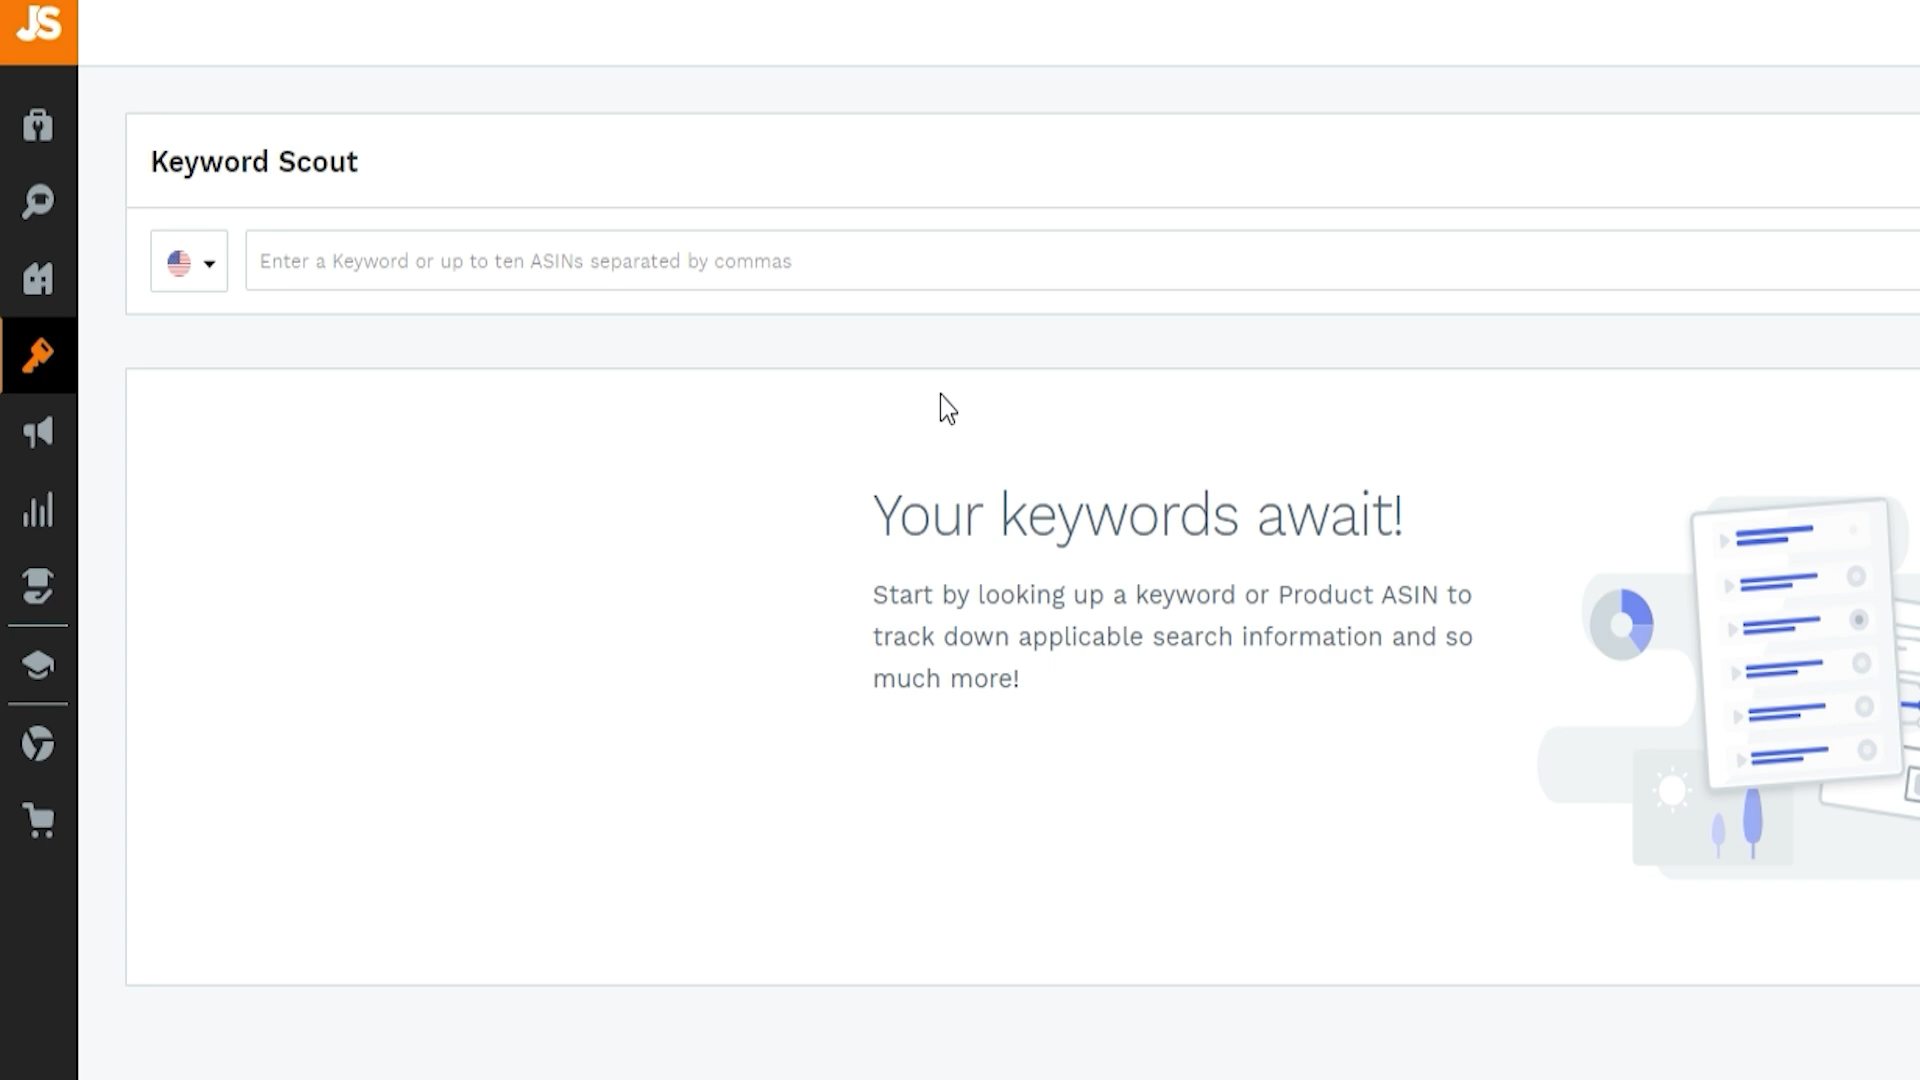 JS
Keyword Scout
Enter a Keyword or up to ten ASINs separated by commas
Your keywords await!
Start by looking up a keyword or Product ASIN to
track down applicable search information and so
much more!